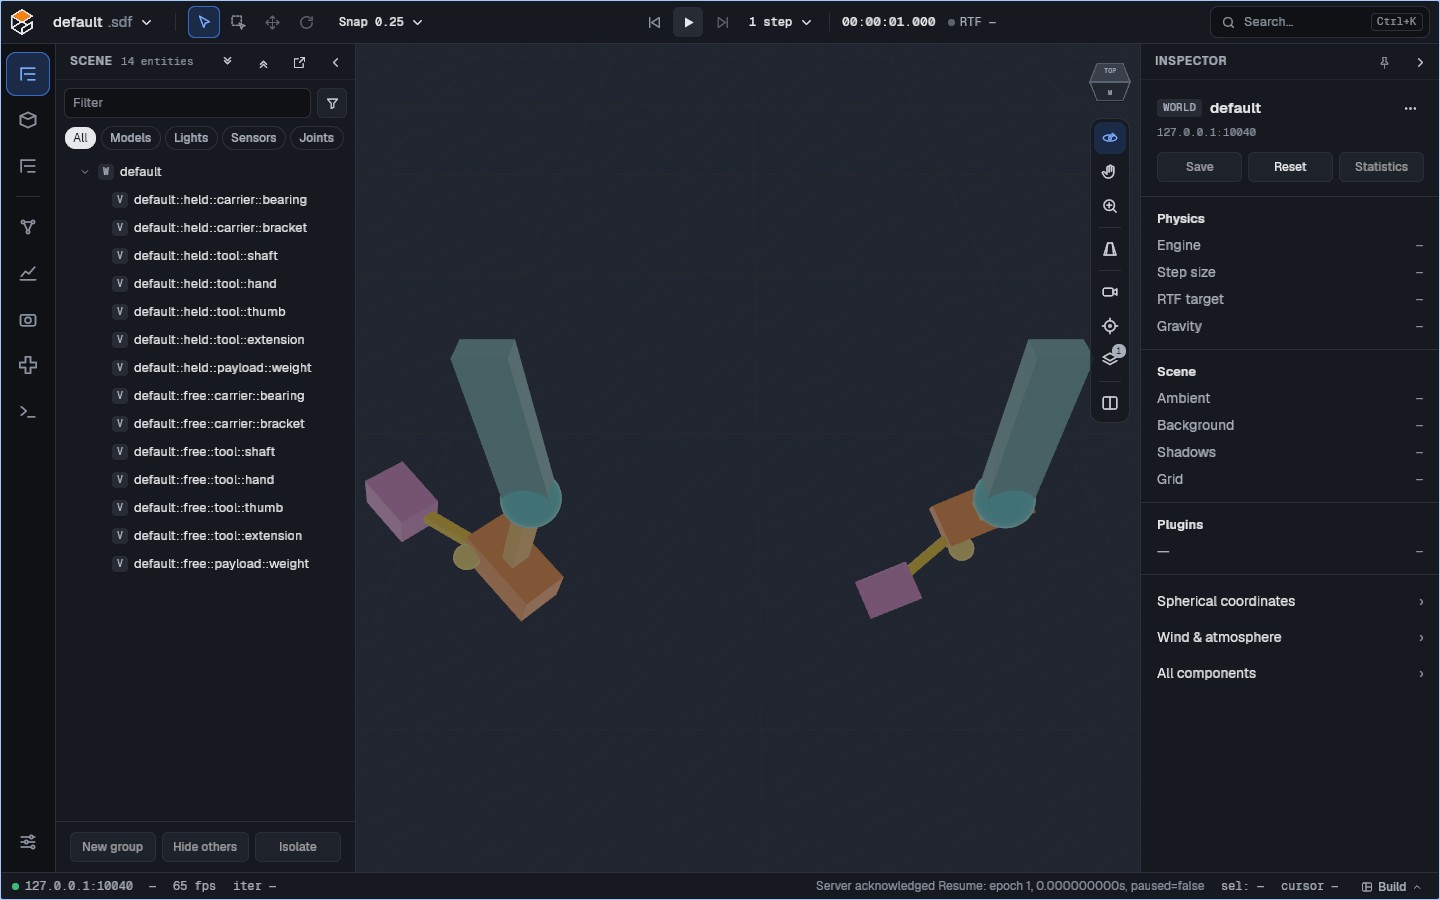 default .sdf
Snap 0.25
1 step
00:00:01.000
RTF –
Search...
Ctrl+K
SCENE 14 entities
Filter
All
Models
Lights
Sensors
Joints
W default
V default::held::carrier::bearing
V default::held::carrier::bracket
V default::held::tool::shaft
V default::held::tool::hand
V default::held::tool::thumb
V default::held::tool::extension
V default::held::payload::weight
V default::free::carrier::bearing
V default::free::carrier::bracket
V default::free::tool::shaft
V default::free::tool::hand
V default::free::tool::thumb
V default::free::tool::extension
V default::free::payload::weight
New group
Hide others
Isolate
TOP
W
1
INSPECTOR
WORLD default
127.0.0.1:10040
Save
Reset
Statistics
Physics
Engine –
Step size –
RTF target –
Gravity –
Scene
Ambient –
Background –
Shadows –
Grid –
Plugins
— –
Spherical coordinates
Wind & atmosphere
All components
127.0.0.1:10040 – 65 fps iter –
Server acknowledged Resume: epoch 1, 0.000000000s, paused=false
sel: –
cursor –
Build